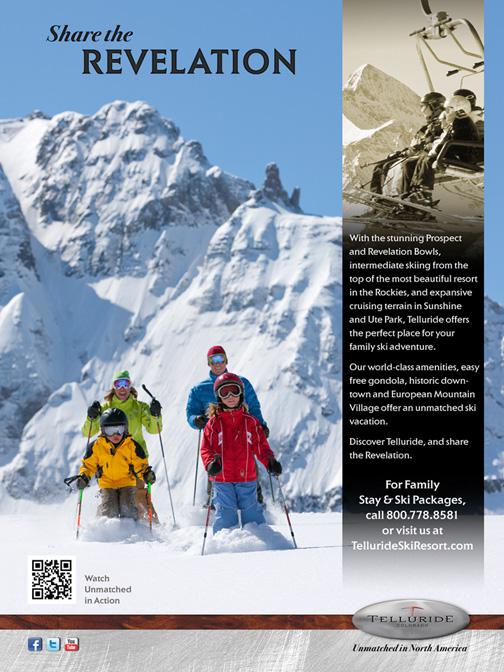 Share the
REVELATION
With the stunning Prospect
and Revelation Bowls,
intermediate skiing from the
top of the most beautiful resort
in the Rockies, and expansive
cruising terrain in Sunshine
and Ute Park, Telluride offers
the perfect place for your
family ski adventure.
Our world-class amenities, easy
free gondola, historic down-
town and European Mountain
Village offer an unmatched ski
vacation.
Discover Telluride, and share
the Revelation.
For Family
Stay & Ski Packages,
call 800.778.8581
or visit us at
TellurideSkiResort.com
Watch
Unmatched
in Action
TELLURIDE
COLORADO
Unmatched in North America
You
Tube